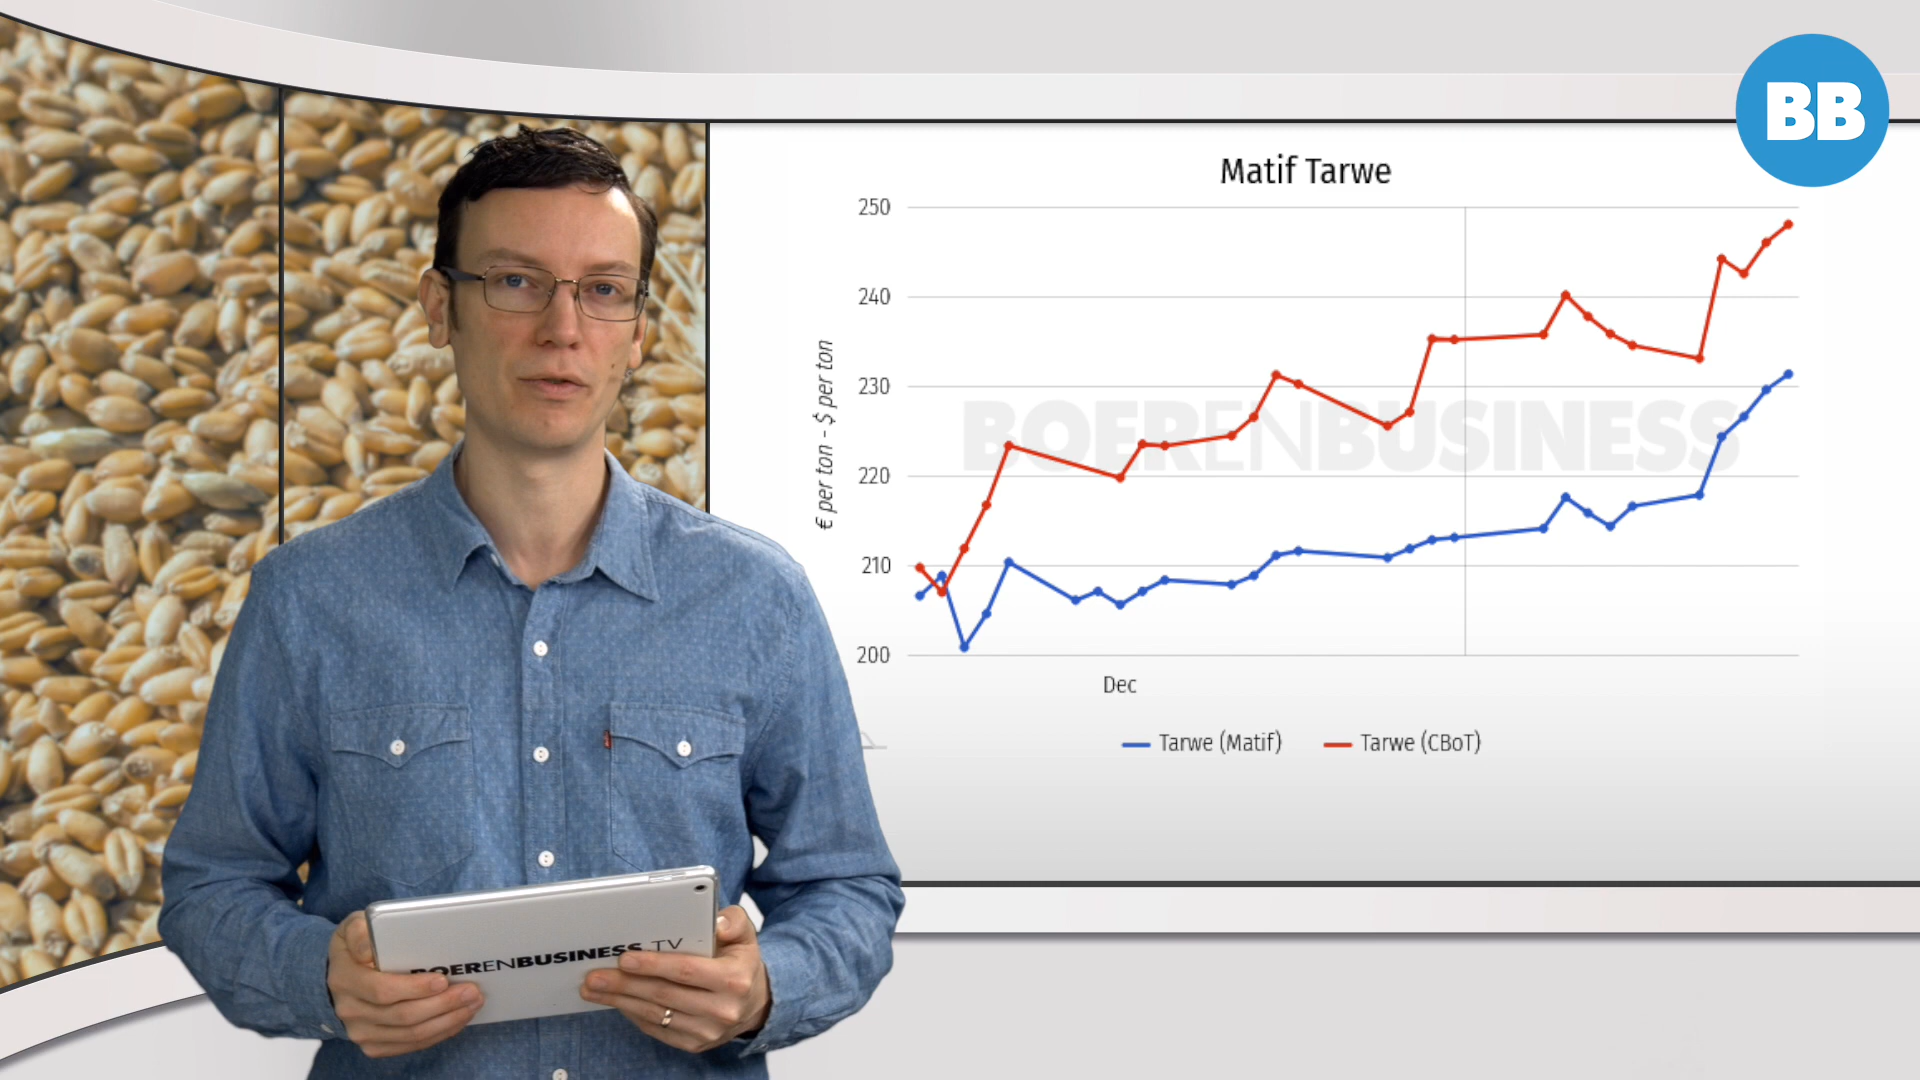 BB
Matif Tarwe
250
240
230
220
210
200
€ per ton - $ per ton
BOERENBUSINESS
Dec
Tarwe (Matif)
Tarwe (CBoT)
BOERENBUSINESS.TV